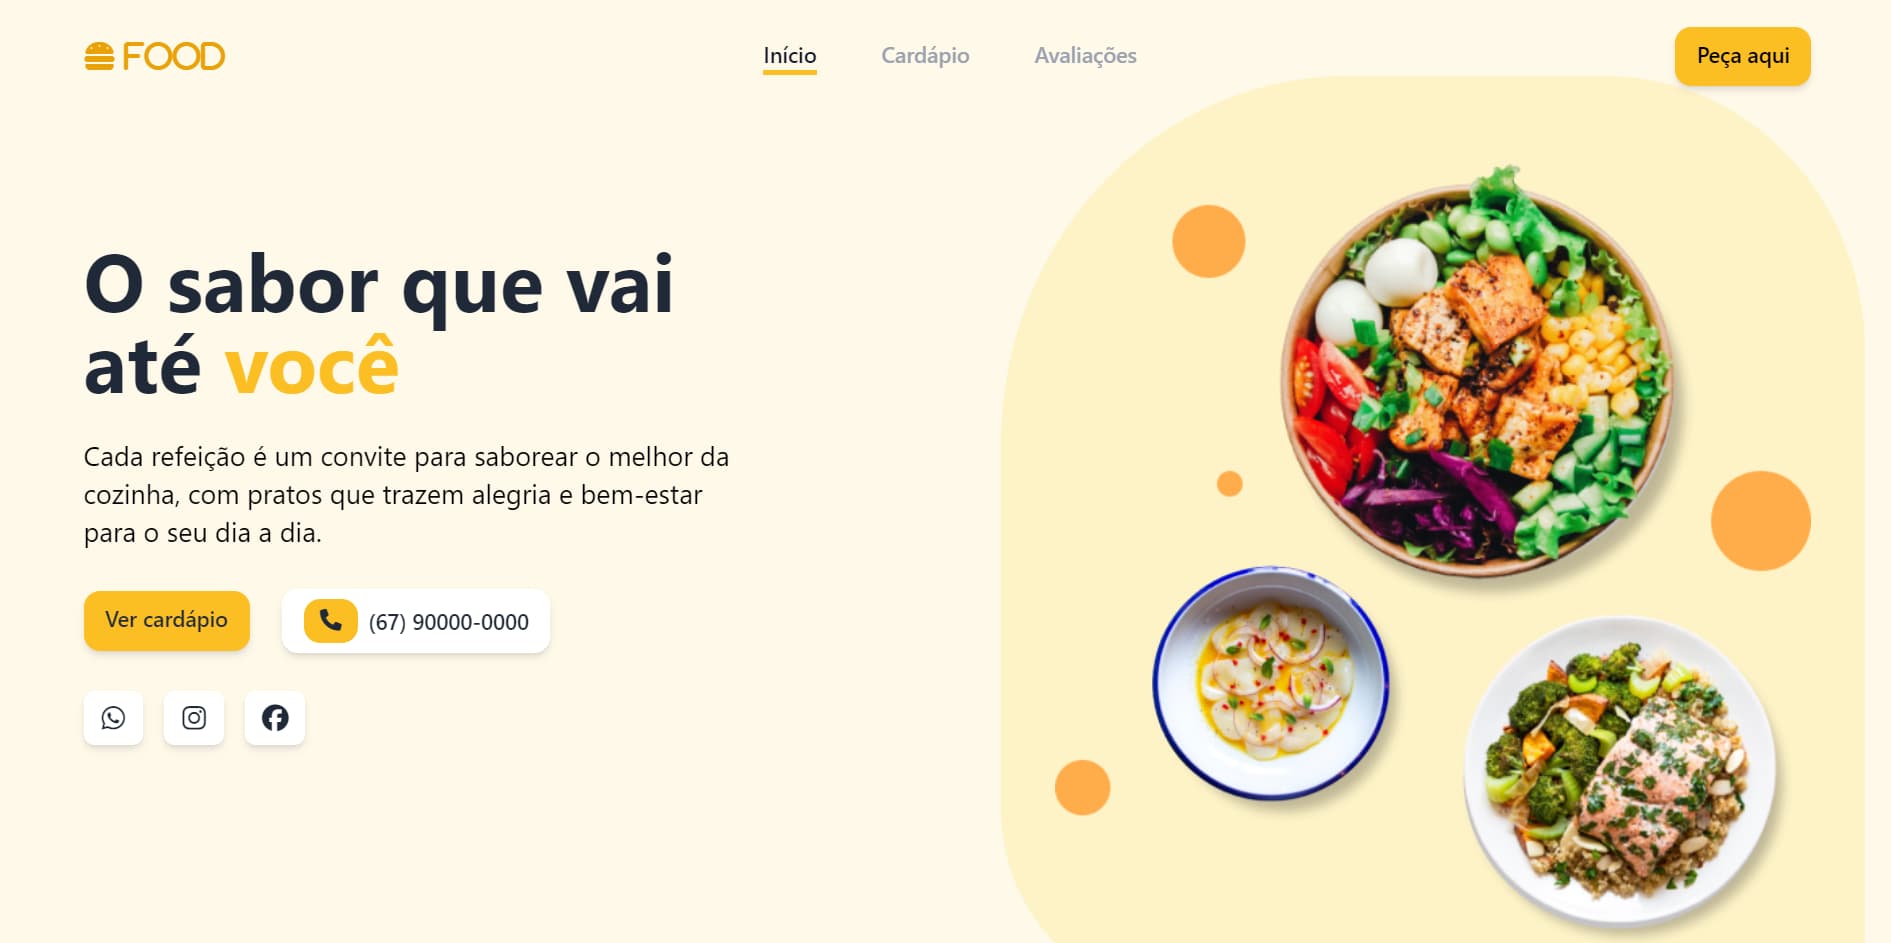 FOOD
Início
Cardápio
Avaliações
Peça aqui
O sabor que vai
até você
Cada refeição é um convite para saborear o melhor da
cozinha, com pratos que trazem alegria e bem-estar
para o seu dia a dia.
Ver cardápio
(67) 90000-0000